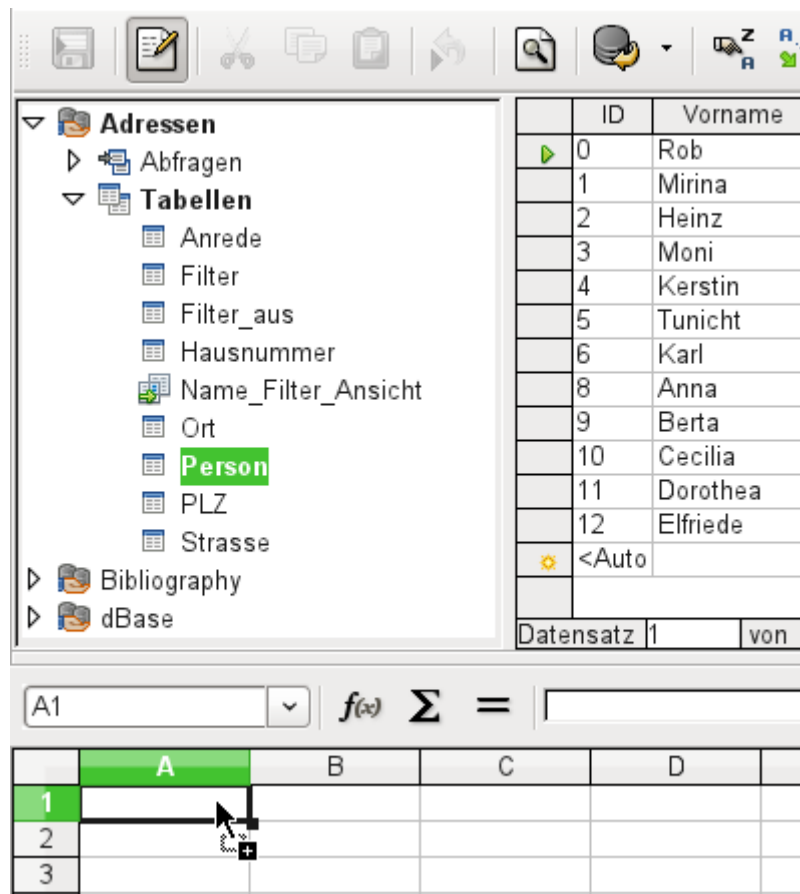 Z
A
A
Adressen
Abfragen
Tabellen
Anrede
Filter
Filter_aus
Hausnummer
Name_Filter_Ansicht
Ort
Person
PLZ
Strasse
Bibliography
dBase
ID Vorname
0 Rob
1 Mirina
2 Heinz
3 Moni
4 Kerstin
5 Tunicht
6 Karl
8 Anna
9 Berta
10 Cecilia
11 Dorothea
12 Elfriede
<Auto
Datensatz 1 von
A1 f(x) Σ =
A B C D
1
2
3